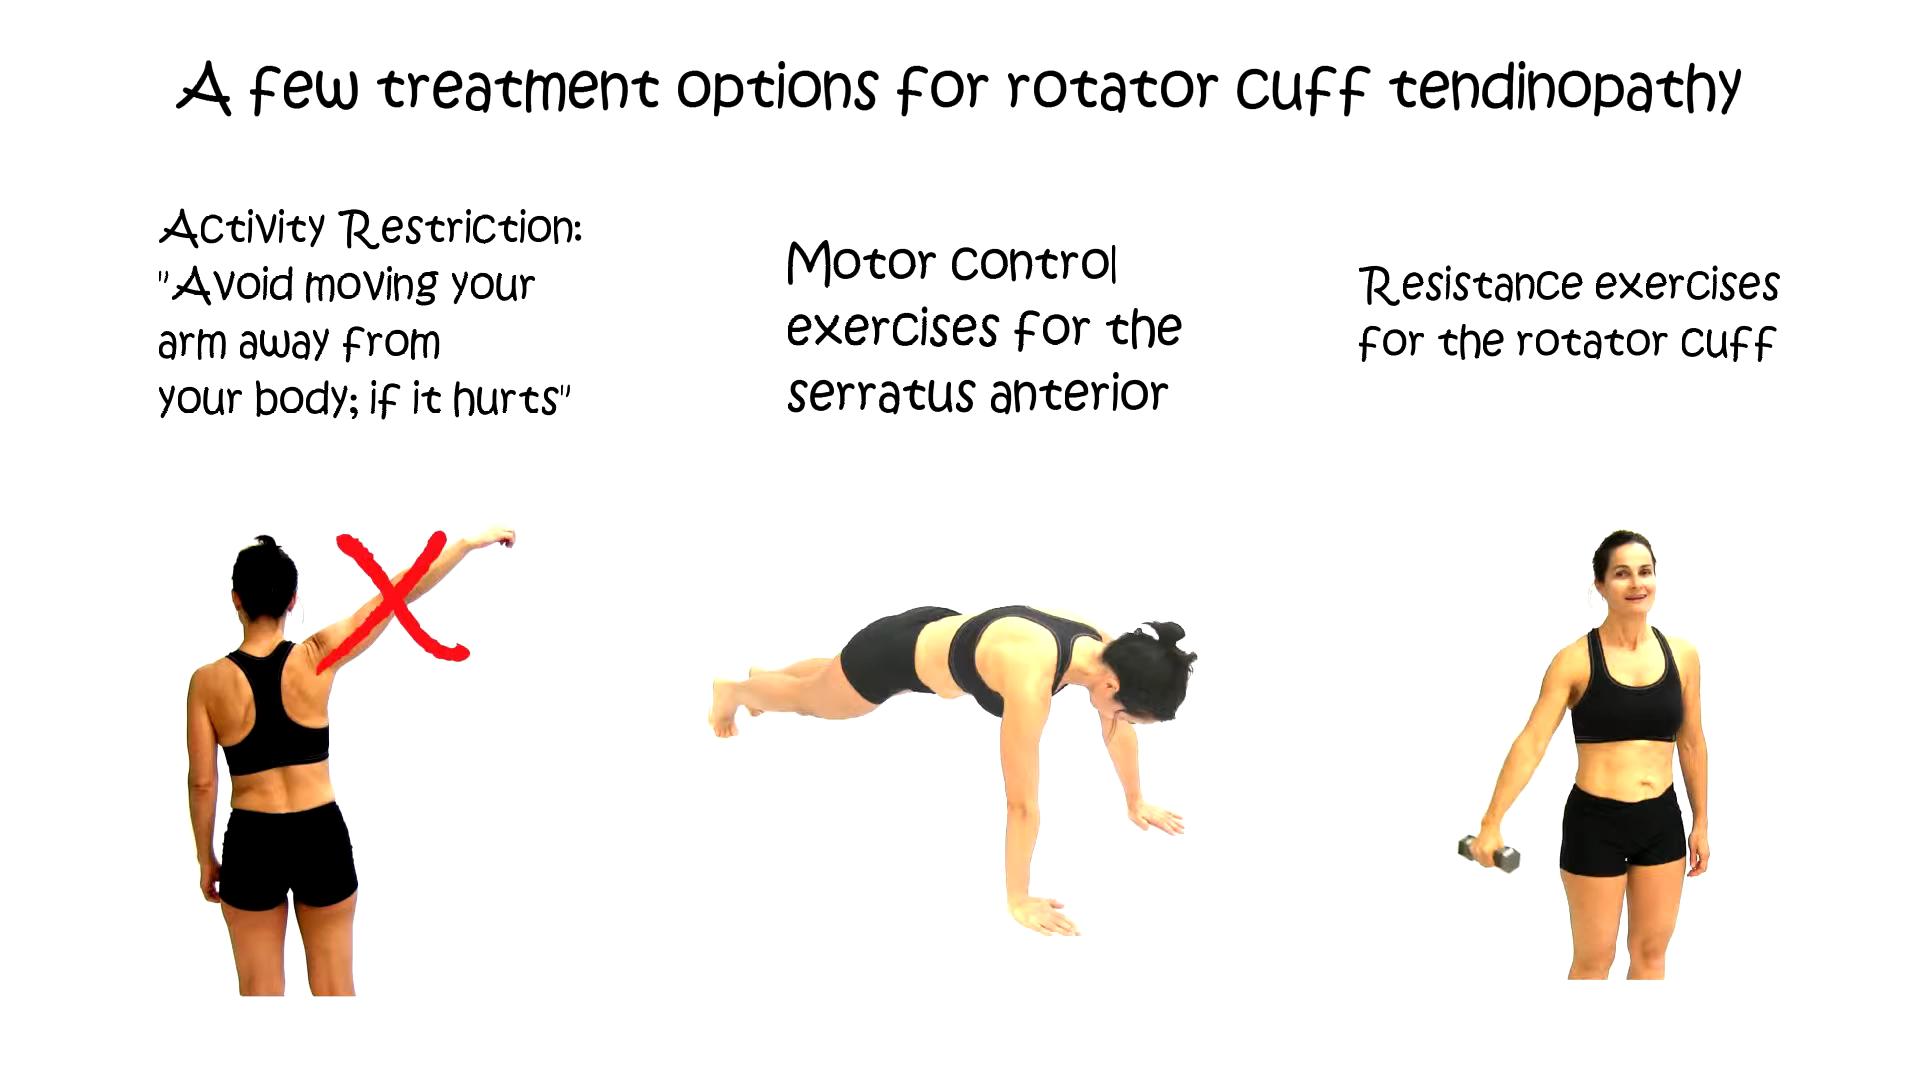 A few treatment options for rotator cuff tendinopathy
Activity Restriction:
"Avoid moving your
arm away from
your body; if it hurts"
Motor control
exercises for the
serratus anterior
Resistance exercises
for the rotator cuff